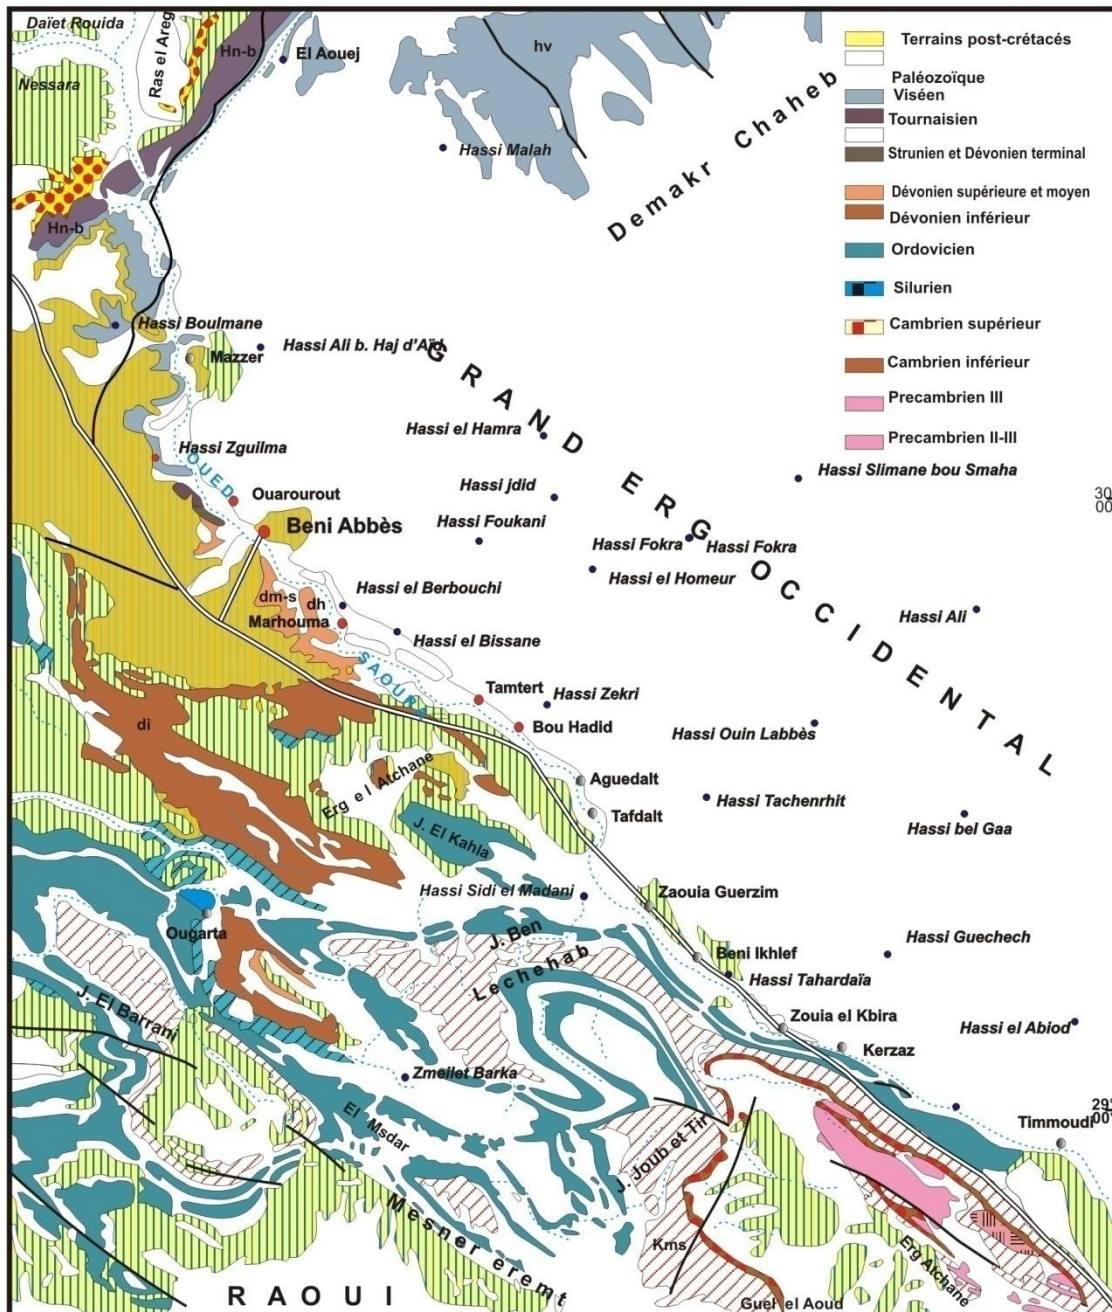 Daïet Rouida
Ras el Areg
Hn-b
El Aouej
hv
Nessara
Hassi Malah
Demakr Chaheb
Terrains post-crétacés
Paléozoïque
Viséen
Tournaisien
Strunien et Dévonien terminal
Dévonien supérieure et moyen
Dévonien inférieur
Ordovicien
Silurien
Cambrien supérieur
Cambrien inférieur
Precambrien III
Precambrien II-III
Hn-b
Hassi Boulmane
Hassi Ali b. Haj d'Aïd
Mazzer
GRAND ERG OCCIDENTAL
Hassi el Hamra
Hassi Zguilma
Hassi Slimane bou Smaha
OUED
Ouarourout
Hassi jdid
30
00
Beni Abbès
Hassi Foukani
Hassi Fokra
Hassi Fokra
Hassi el Homeur
Hassi el Berbouchi
dm-s
dh
Marhouma
Hassi Ali
Hassi el Bissane
SAOURA
Tamtert
Hassi Zekri
di
Bou Hadid
Hassi Ouin Labbès
Erg el Atchane
Aguedalt
Hassi Tachenrhit
Tafdalt
Hassi bel Gaa
J. El Kahla
Hassi Sidi el Madani
Zaouia Guerzim
Ougarta
J. Ben
Lechehab
Hassi Guechech
Beni Ikhlef
Hassi Tahardaïa
J. El Barrani
Zouia el Kbira
Hassi el Abiod
Kerzaz
Zmeilet Barka
29°
00
El Msdar
Timmoudi
J. Joub et Tir
Mesner eremt
Kms
Erg Atchane
RAOUI
Guel el Aoud